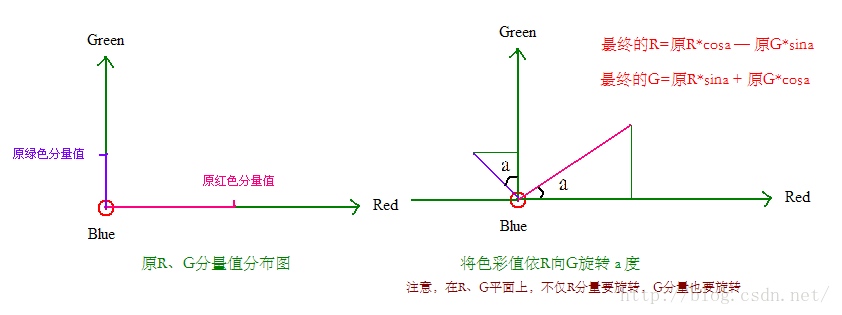 Green
原绿色分量值
原红色分量值
Red
Blue
原R、G分量值分布图
Green
最终的R=原R*cosa — 原G*sina
最终的G=原R*sina + 原G*cosa
a
a
Red
Blue
将色彩值依R向G旋转 a 度
注意，在R、G平面上，不仅R分量要旋转，G分量也要旋转
http://blog.csdn.net/